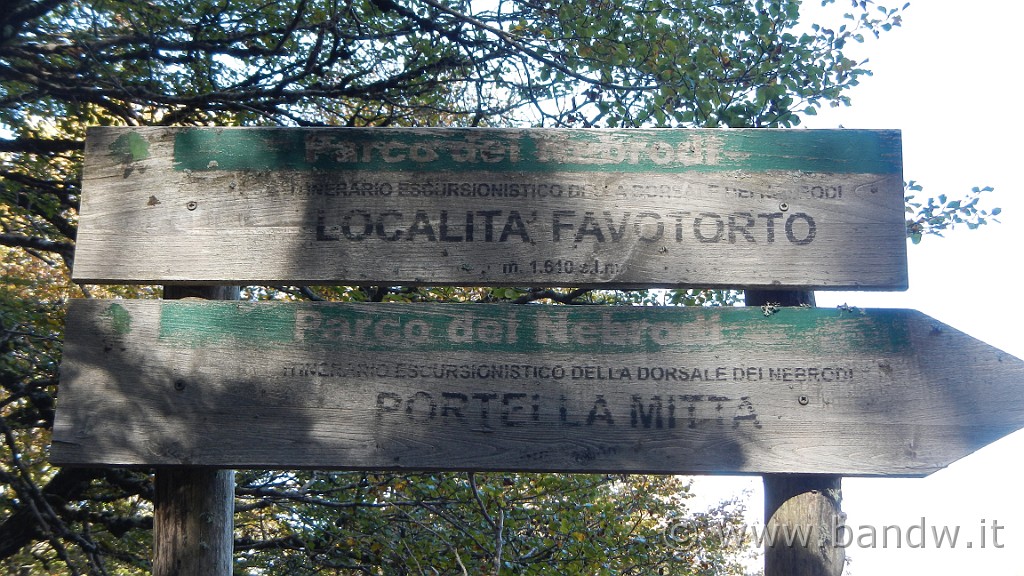 Parco dei Nebrodi
ITINERARIO ESCURSIONISTICO DELLA DORSALE DEI NEBRODI
LOCALITA' FAVOTORTO
m. 1.610 s.l.m.
Parco dei Nebrodi
ITINERARIO ESCURSIONISTICO DELLA DORSALE DEI NEBRODI
PORTELLA MITTA
© www.bandw.it